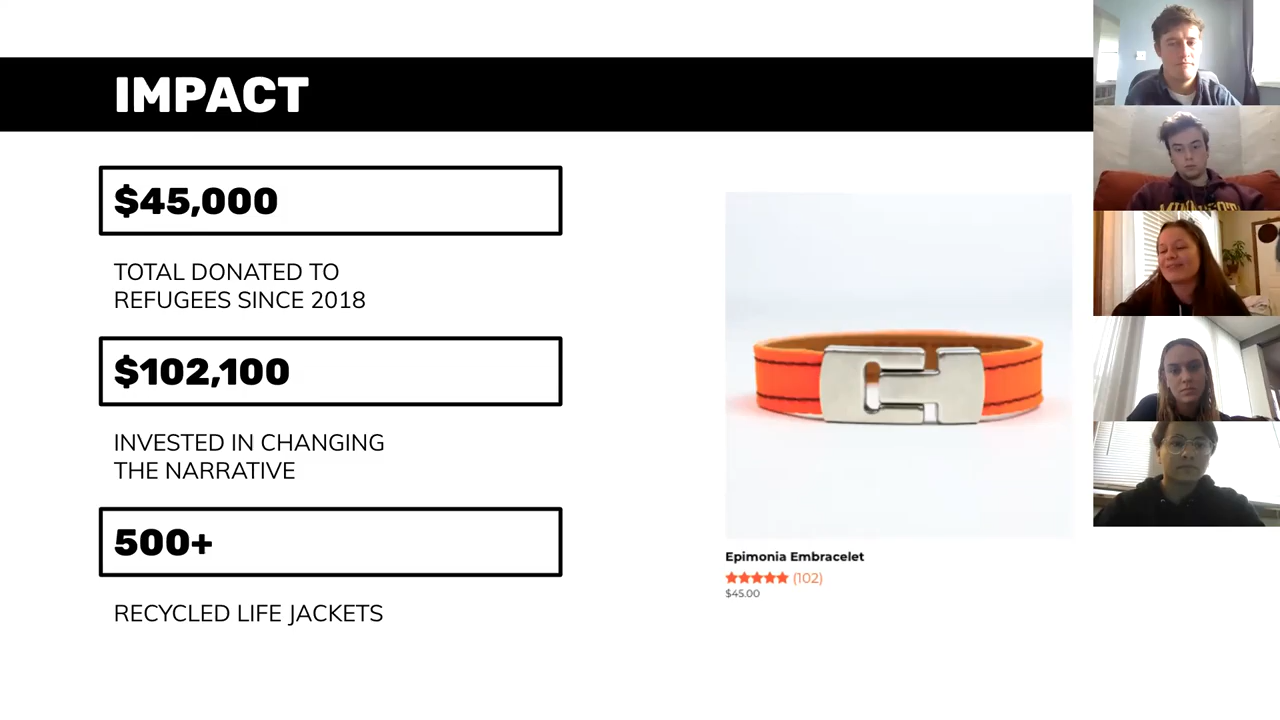 IMPACT
$45,000
TOTAL DONATED TO
REFUGEES SINCE 2018
$102,100
INVESTED IN CHANGING
THE NARRATIVE
500+
RECYCLED LIFE JACKETS
Epimonia Embracelet
(102)
$45.00